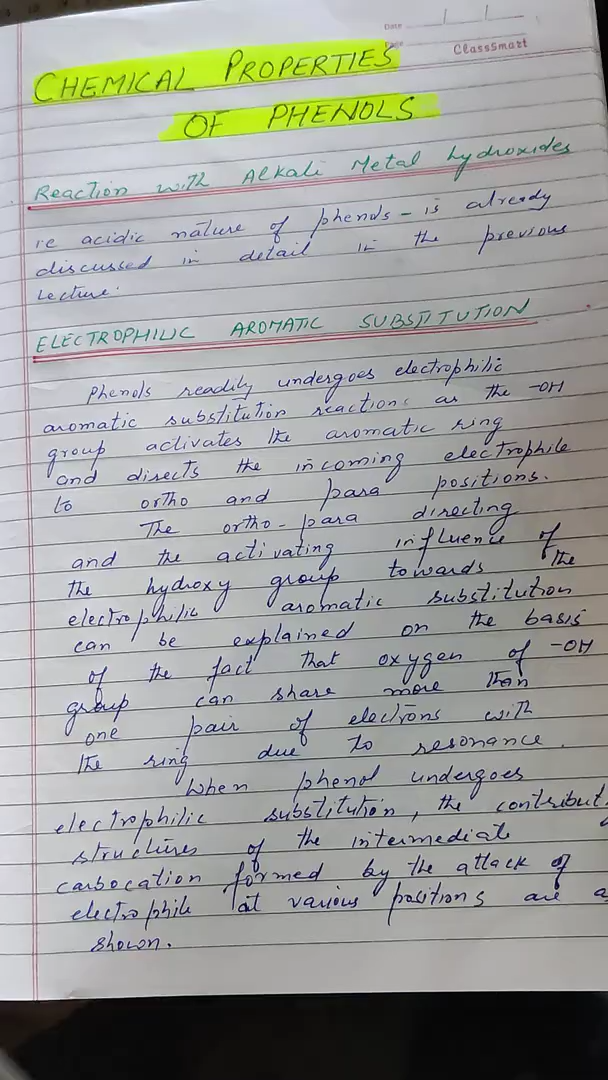 Date
Page
Classsmart
CHEMICAL PROPERTIES
OF PHENOLS
Reaction with Alkali Metal hydroxides
i.e acidic nature of phenols - is already
discussed in detail in the previous
Lecture.
ELECTROPHILIC AROMATIC SUBSTITUTION
Phenols readily undergoes electrophilic
aromatic substitution reactions as the -OH
group activates the aromatic ring
and directs the incoming electrophile
to ortho and para positions.
The ortho-para directing
and the activating influence of
the hydroxy group towards the
electrophilic aromatic substitution
can be explained on the basis
of the fact that oxygen of -OH
group can share more than
one pair of electrons with
the ring due to resonance.
When phenol undergoes
electrophilic substitution, the contribut
structures of the intermediate
carbocation formed by the attack of
electrophile at various positions are a
shown.